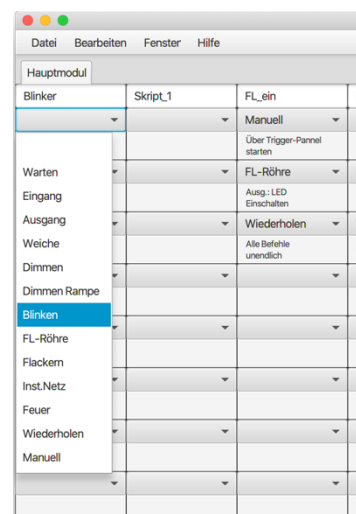 Datei Bearbeiten Fenster Hilfe
Hauptmodul
Blinker Skript_1 FL_ein
Manuell
Über Trigger-Pannel
starten
Warten FL-Röhre
Eingang Ausg.: LED
Einschalten
Ausgang Wiederholen
Weiche Alle Befehle
unendlich
Dimmen
Dimmen Rampe
Blinken
FL-Röhre
Flackern
Inst.Netz
Feuer
Wiederholen
Manuell